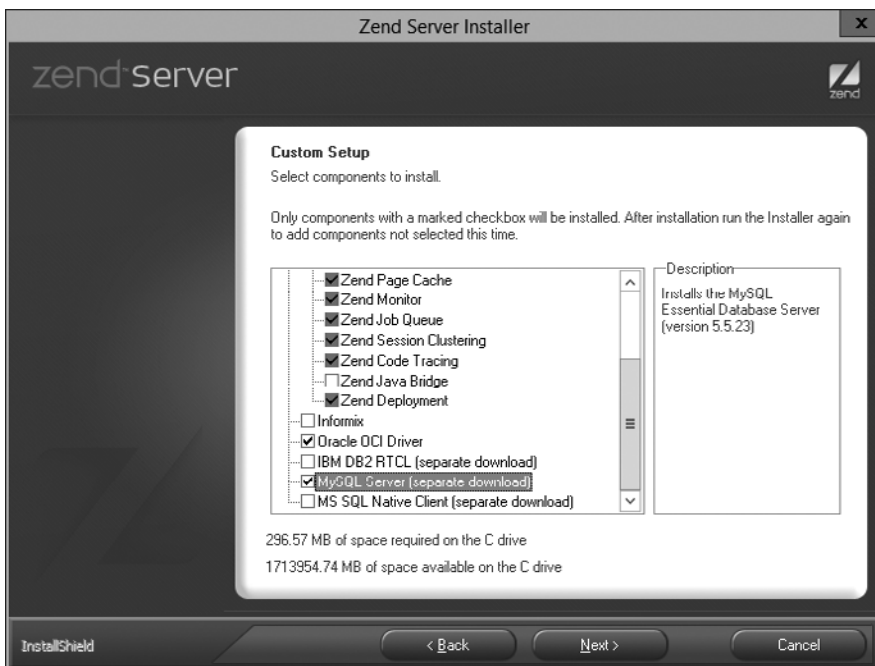 Zend Server Installer
x
zend Server
zend
Custom Setup
Select components to install.
Only components with a marked checkbox will be installed. After installation run the Installer again
to add components not selected this time.
Zend Page Cache
Zend Monitor
Zend Job Queue
Zend Session Clustering
Zend Code Tracing
Zend Java Bridge
Zend Deployment
Informix
Oracle OCI Driver
IBM DB2 RTCL (separate download)
MySQL Server (separate download)
MS SQL Native Client (separate download)
Description
Installs the MySQL
Essential Database Server
(version 5.5.23)
296.57 MB of space required on the C drive
1713954.74 MB of space available on the C drive
InstallShield
< Back
Next >
Cancel